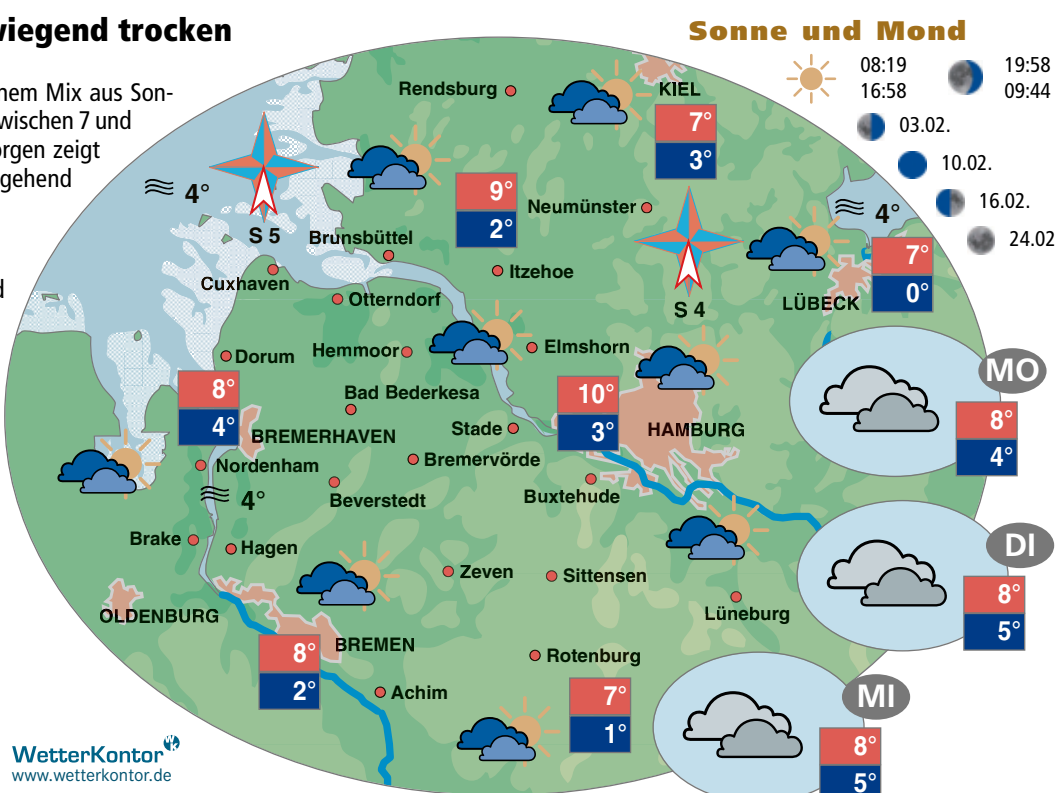 viegend trocken
nem Mix aus Son-
wischen 7 und
orgen zeigt
gehend
d
Sonne und Mond
08:19
16:58
19:58
09:44
03.02.
10.02.
16.02.
24.02
Rendsburg
KIEL
7°
3°
4°
S 5
9°
2°
Neumünster
4°
Brunsbüttel
7°
0°
Cuxhaven
Itzehoe
Otterndorf
S 4
LÜBECK
Dorum
Hemmoor
Elmshorn
MO
8°
4°
8°
4°
Bad Bederkesa
10°
3°
BREMERHAVEN
Stade
HAMBURG
Nordenham
Bremervörde
4°
Beverstedt
Buxtehude
Brake
Hagen
DI
8°
5°
Zeven
Sittensen
OLDENBURG
Lüneburg
BREMEN
8°
2°
Rotenburg
Achim
7°
1°
MI
8°
5°
WetterKontor
www.wetterkontor.de